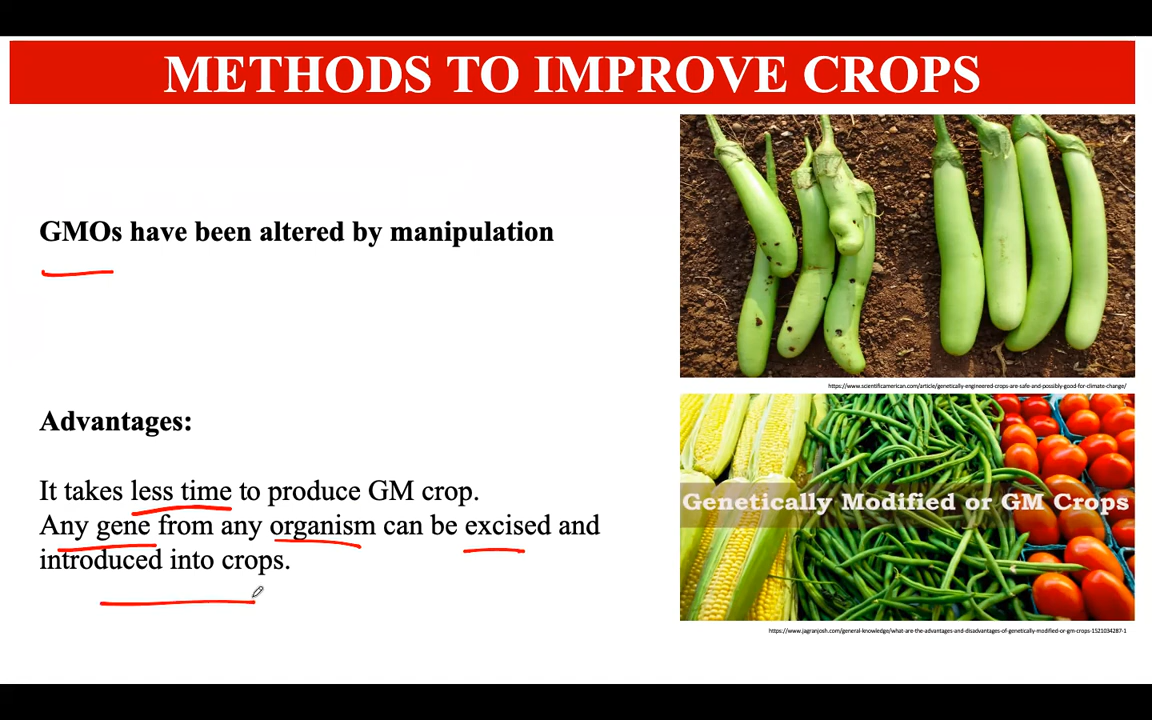 METHODS TO IMPROVE CROPS
GMOs have been altered by manipulation
https://www.scientificamerican.com/article/genetically-engineered-crops-are-safe-and-possibly-good-for-climate-change/
Advantages:
It takes less time to produce GM crop.
Any gene from any organism can be excised and
introduced into crops.
Genetically Modified or GM Crops
https://www.jagranjosh.com/general-knowledge/what-are-the-advantages-and-disadvantages-of-genetically-modified-or-gm-crops-1521034287-1